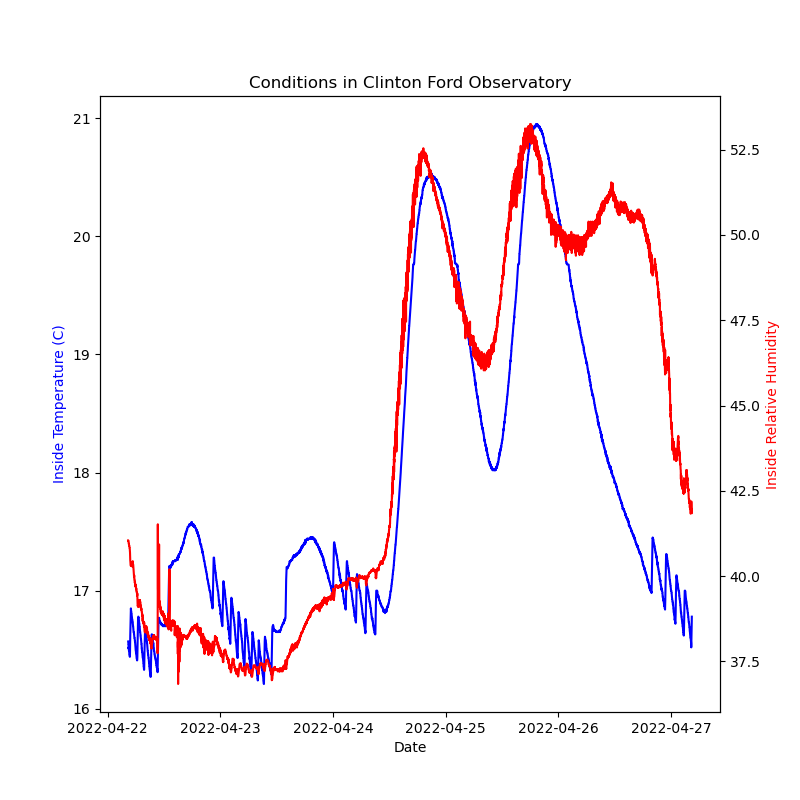 Conditions in Clinton Ford Observatory
Inside Temperature (C)
21
20
19
18
17
16
52.5
50.0
47.5
45.0
42.5
40.0
37.5
Inside Relative Humidity
2022-04-22 2022-04-23 2022-04-24 2022-04-25 2022-04-26 2022-04-27
Date